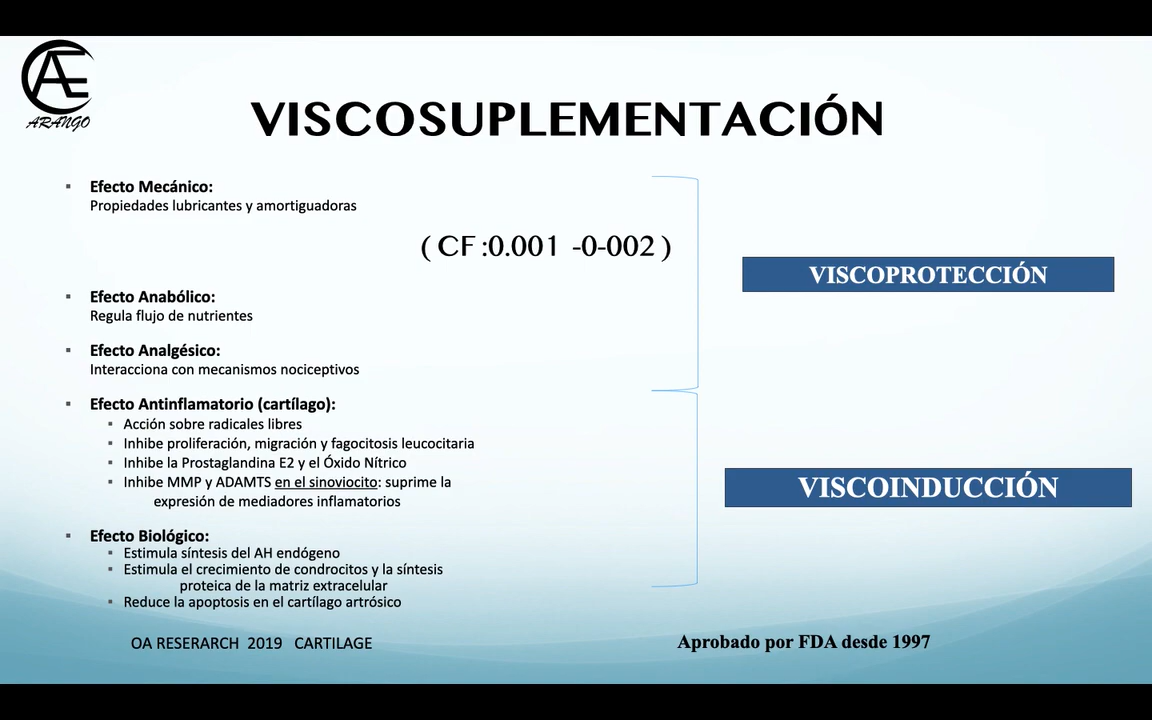 AE
ARANGO
VISCOSUPLEMENTACIÓN
▪ Efecto Mecánico:
Propiedades lubricantes y amortiguadoras
( CF :0.001 -0-002 )
VISCOPROTECCIÓN
▪ Efecto Anabólico:
Regula flujo de nutrientes
▪ Efecto Analgésico:
Interacciona con mecanismos nociceptivos
▪ Efecto Antinflamatorio (cartílago):
▪ Acción sobre radicales libres
▪ Inhibe proliferación, migración y fagocitosis leucocitaria
▪ Inhibe la Prostaglandina E2 y el Óxido Nítrico
▪ Inhibe MMP y ADAMTS en el sinoviocito: suprime la
expresión de mediadores inflamatorios
VISCOINDUCCIÓN
▪ Efecto Biológico:
▪ Estimula síntesis del AH endógeno
▪ Estimula el crecimiento de condrocitos y la síntesis
proteica de la matriz extracelular
▪ Reduce la apoptosis en el cartílago artrósico
OA RESERARCH 2019 CARTILAGE
Aprobado por FDA desde 1997